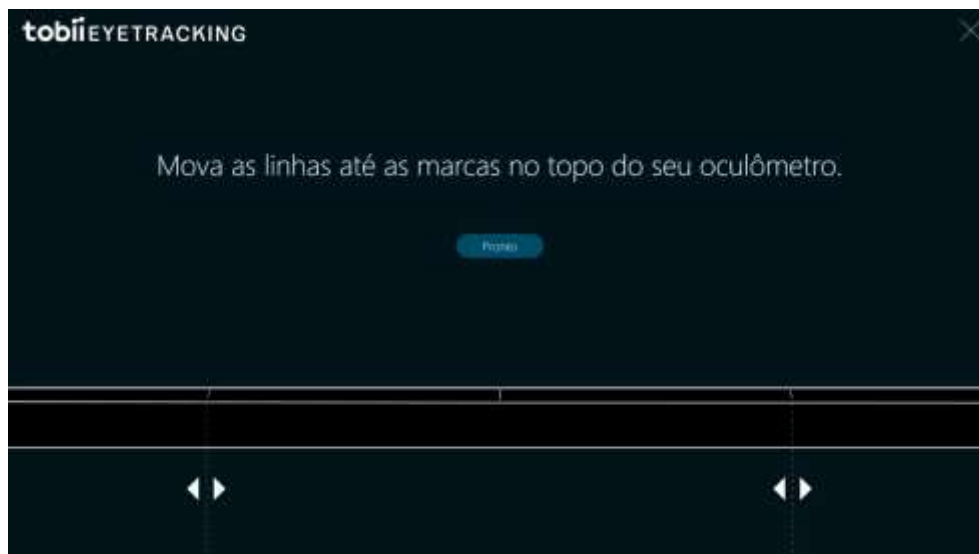 tobii EYETRACKING
Mova as linhas até as marcas no topo do seu oculômetro.
Pronto